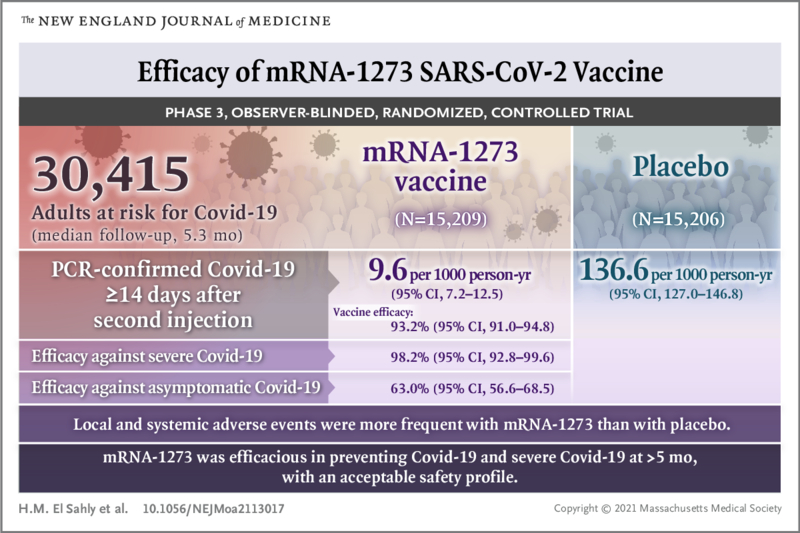 The NEW ENGLAND JOURNAL of MEDICINE
Efficacy of mRNA-1273 SARS-CoV-2 Vaccine
PHASE 3, OBSERVER-BLINDED, RANDOMIZED, CONTROLLED TRIAL
30,415
Adults at risk for Covid-19
(median follow-up, 5.3 mo)
mRNA-1273
vaccine
(N=15,209)
Placebo
(N=15,206)
PCR-confirmed Covid-19
≥14 days after
second injection
9.6 per 1000 person-yr
(95% CI, 7.2–12.5)
Vaccine efficacy:
93.2% (95% CI, 91.0–94.8)
136.6 per 1000 person-yr
(95% CI, 127.0–146.8)
Efficacy against severe Covid-19
98.2% (95% CI, 92.8–99.6)
Efficacy against asymptomatic Covid-19
63.0% (95% CI, 56.6–68.5)
Local and systemic adverse events were more frequent with mRNA-1273 than with placebo.
mRNA-1273 was efficacious in preventing Covid-19 and severe Covid-19 at >5 mo,
with an acceptable safety profile.
H.M. El Sahly et al. 10.1056/NEJMoa2113017
Copyright © 2021 Massachusetts Medical Society